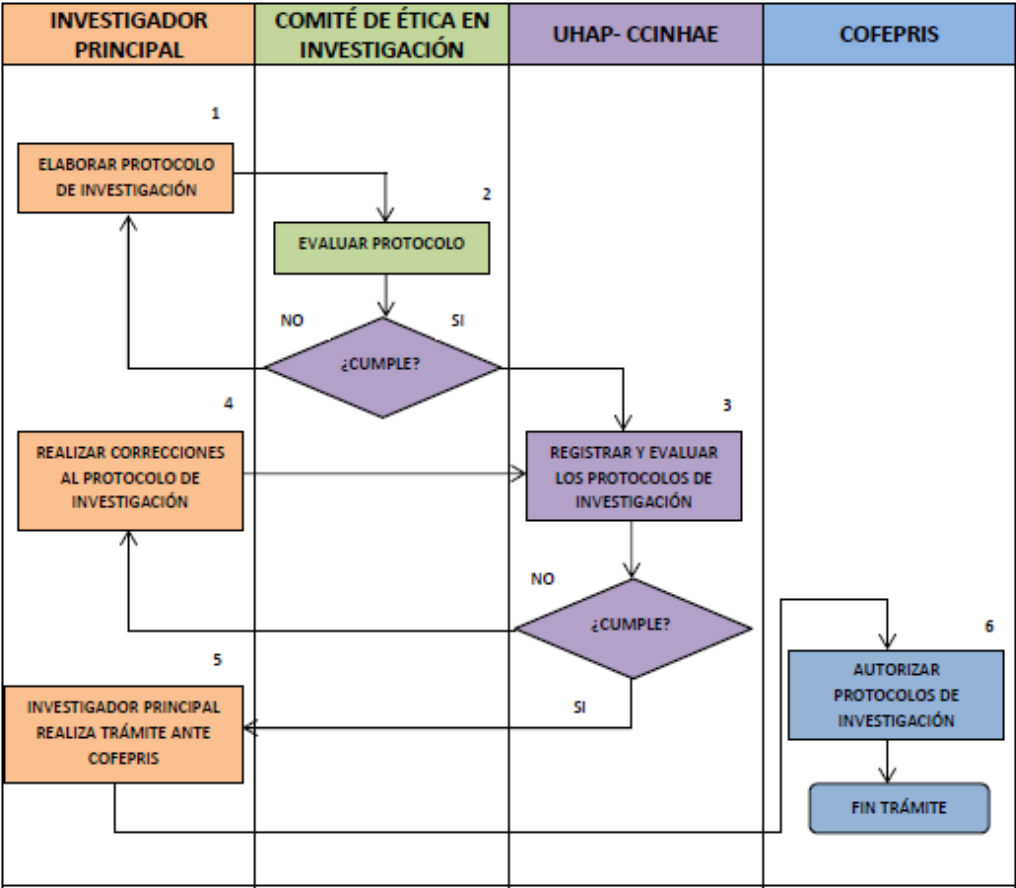 INVESTIGADOR
PRINCIPAL
COMITÉ DE ÉTICA EN
INVESTIGACIÓN
UHAP- CCINHAE
COFEPRIS
1
ELABORAR PROTOCOLO
DE INVESTIGACIÓN
2
EVALUAR PROTOCOLO
NO
SI
¿CUMPLE?
4
3
REALIZAR CORRECCIONES
AL PROTOCOLO DE
INVESTIGACIÓN
REGISTRAR Y EVALUAR
LOS PROTOCOLOS DE
INVESTIGACIÓN
NO
¿CUMPLE?
SI
5
INVESTIGADOR PRINCIPAL
REALIZA TRÁMITE ANTE
COFEPRIS
6
AUTORIZAR
PROTOCOLOS DE
INVESTIGACIÓN
FIN TRÁMITE